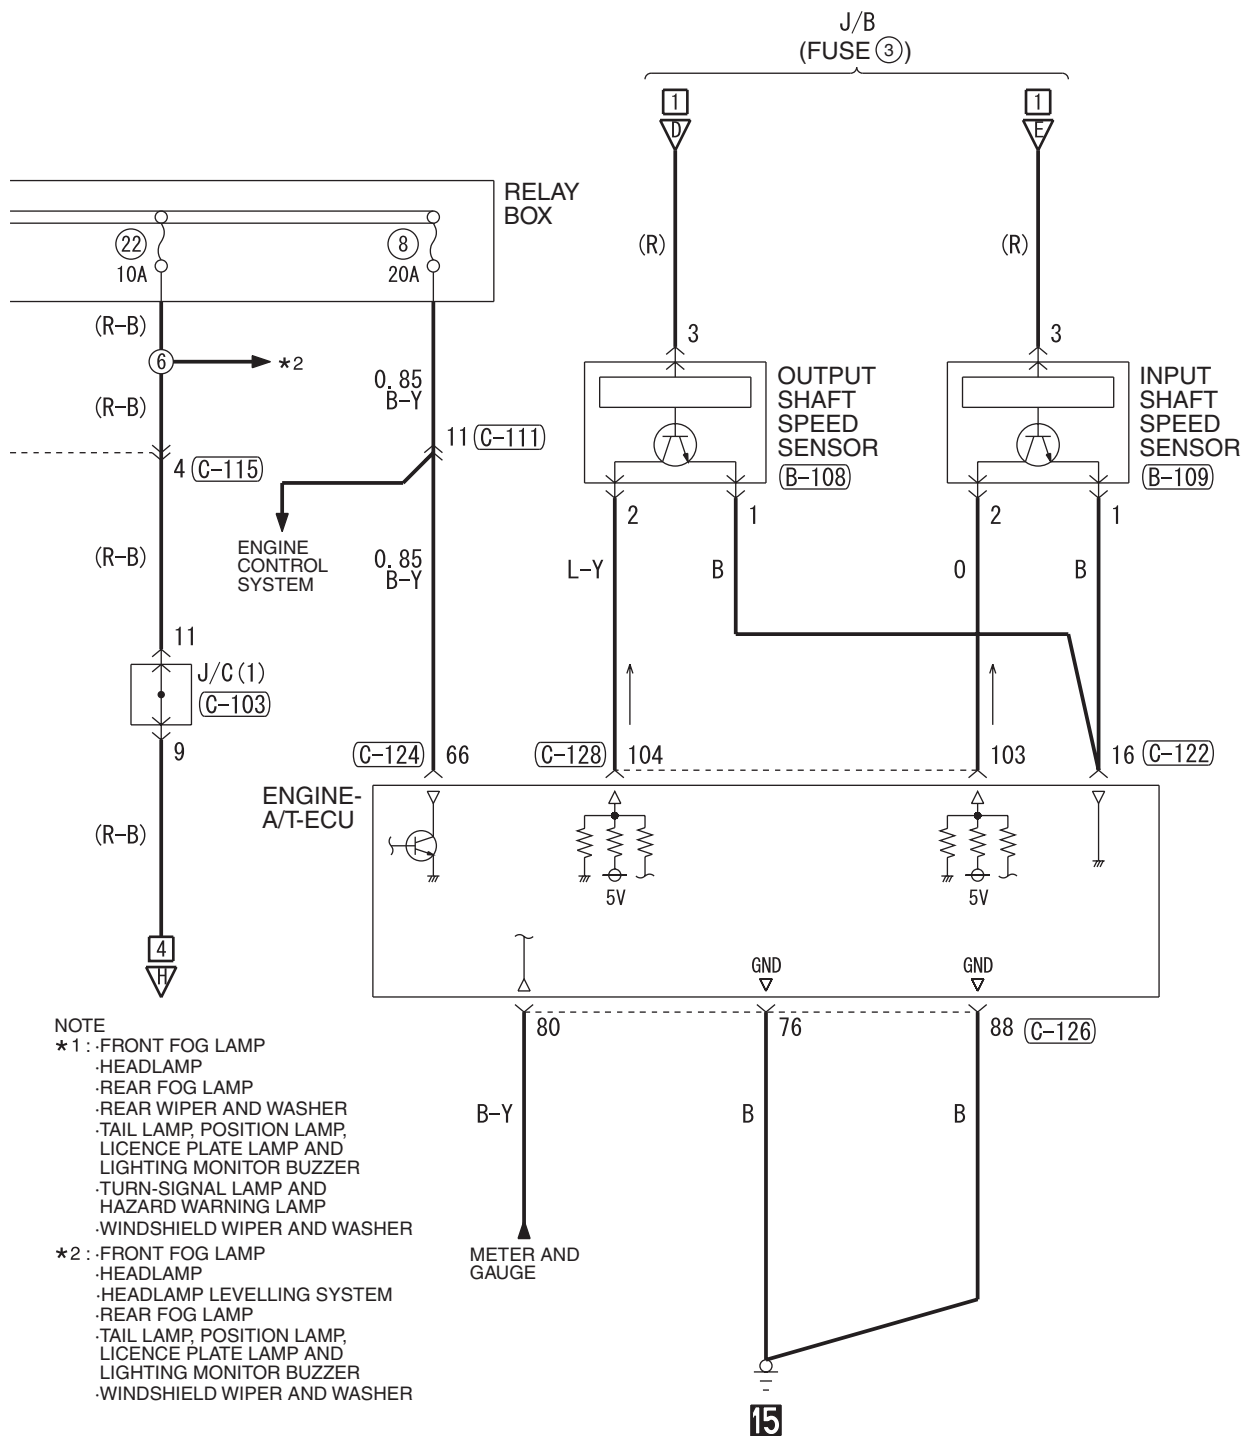 J/B
(FUSE 3)
1
D
1
E
RELAY
BOX
22
10A
8
20A
(R)
(R)
(R-B)
6
*2
(R-B)
0.85
B-Y
3
3
OUTPUT
SHAFT
SPEED
SENSOR
(B-108)
INPUT
SHAFT
SPEED
SENSOR
(B-109)
11 (C-111)
4 (C-115)
2
1
2
1
(R-B)
ENGINE
CONTROL
SYSTEM
0.85
B-Y
L-Y
B
O
B
11
J/C(1)
(C-103)
9
(C-124) 66
(C-128) 104
103
16 (C-122)
ENGINE-
A/T-ECU
(R-B)
5V
5V
4
H
GND
GND
80
76
88 (C-126)
B-Y
B
B
METER AND
GAUGE
15
NOTE
*1 : ·FRONT FOG LAMP
·HEADLAMP
·REAR FOG LAMP
·REAR WIPER AND WASHER
·TAIL LAMP, POSITION LAMP,
LICENCE PLATE LAMP AND
LIGHTING MONITOR BUZZER
·TURN-SIGNAL LAMP AND
HAZARD WARNING LAMP
·WINDSHIELD WIPER AND WASHER
*2 : ·FRONT FOG LAMP
·HEADLAMP
·HEADLAMP LEVELLING SYSTEM
·REAR FOG LAMP
·TAIL LAMP, POSITION LAMP,
LICENCE PLATE LAMP AND
LIGHTING MONITOR BUZZER
·WINDSHIELD WIPER AND WASHER